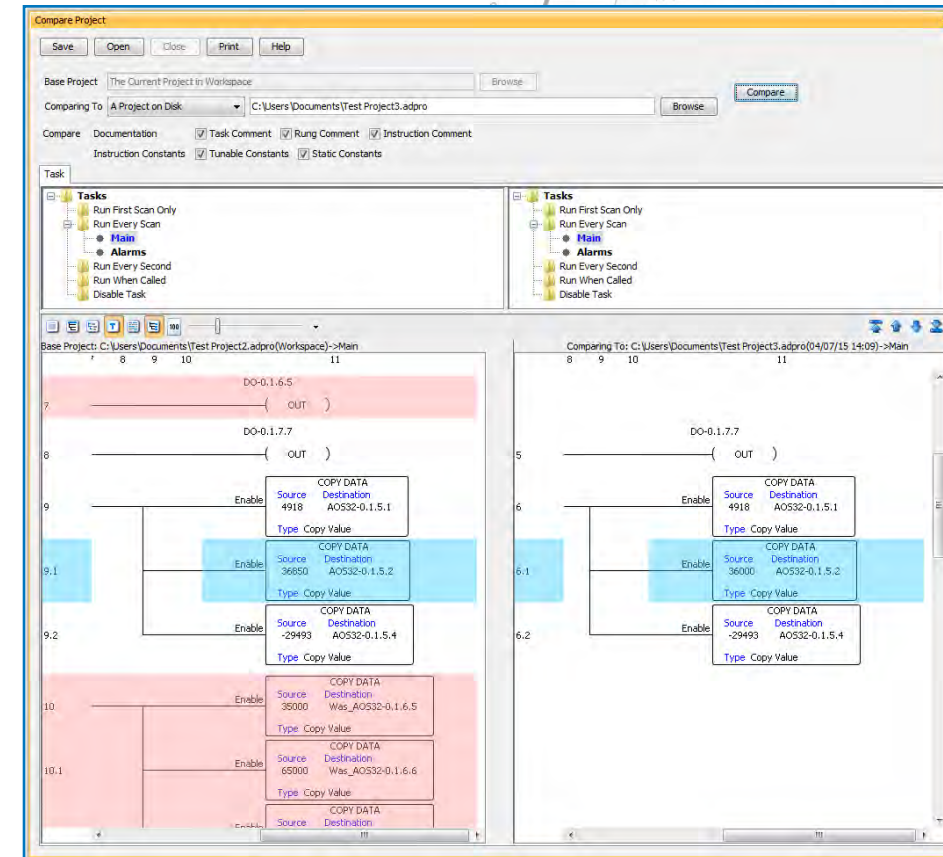 Compare Project
Save Open Close Print Help
Base Project The Current Project in Workspace Browse
Compare
Comparing To A Project on Disk C:\Users\Documents\Test Project3.adpro Browse
Compare Documentation Task Comment Rung Comment Instruction Comment
Instruction Constants Tunable Constants Static Constants
Task
Tasks
Run First Scan Only
Run Every Scan
Main
Alarms
Run Every Second
Run When Called
Disable Task
Tasks
Run First Scan Only
Run Every Scan
Main
Alarms
Run Every Second
Run When Called
Disable Task
T 100
Base Project: C:\Users\Documents\Test Project2.adpro(Workspace)->Main
8 9 10 11
DO-0.1.6.5
7 OUT
DO-0.1.7.7
8 OUT
COPY DATA
9 Enable Source Destination
4918 AOS32-0.1.5.1
Type Copy Value
COPY DATA
9.1 Enable Source Destination
36850 AOS32-0.1.5.2
Type Copy Value
COPY DATA
9.2 Enable Source Destination
-29493 AOS32-0.1.5.4
Type Copy Value
COPY DATA
10 Enable Source Destination
35000 Was_AOS32-0.1.6.5
Type Copy Value
COPY DATA
10.1 Enable Source Destination
65000 Was_AOS32-0.1.6.6
Type Copy Value
COPY DATA
Enable Source Destination
Comparing To: C:\Users\Documents\Test Project3.adpro(04/07/15 14:09)->Main
8 9 10 11
DO-0.1.7.7
5 OUT
COPY DATA
6 Enable Source Destination
4918 AOS32-0.1.5.1
Type Copy Value
COPY DATA
6.1 Enable Source Destination
36000 AOS32-0.1.5.2
Type Copy Value
COPY DATA
6.2 Enable Source Destination
-29493 AOS32-0.1.5.4
Type Copy Value